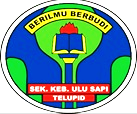 BERILMU BERBUDI
SEK. KEB. ULU SAPI
TELUPID